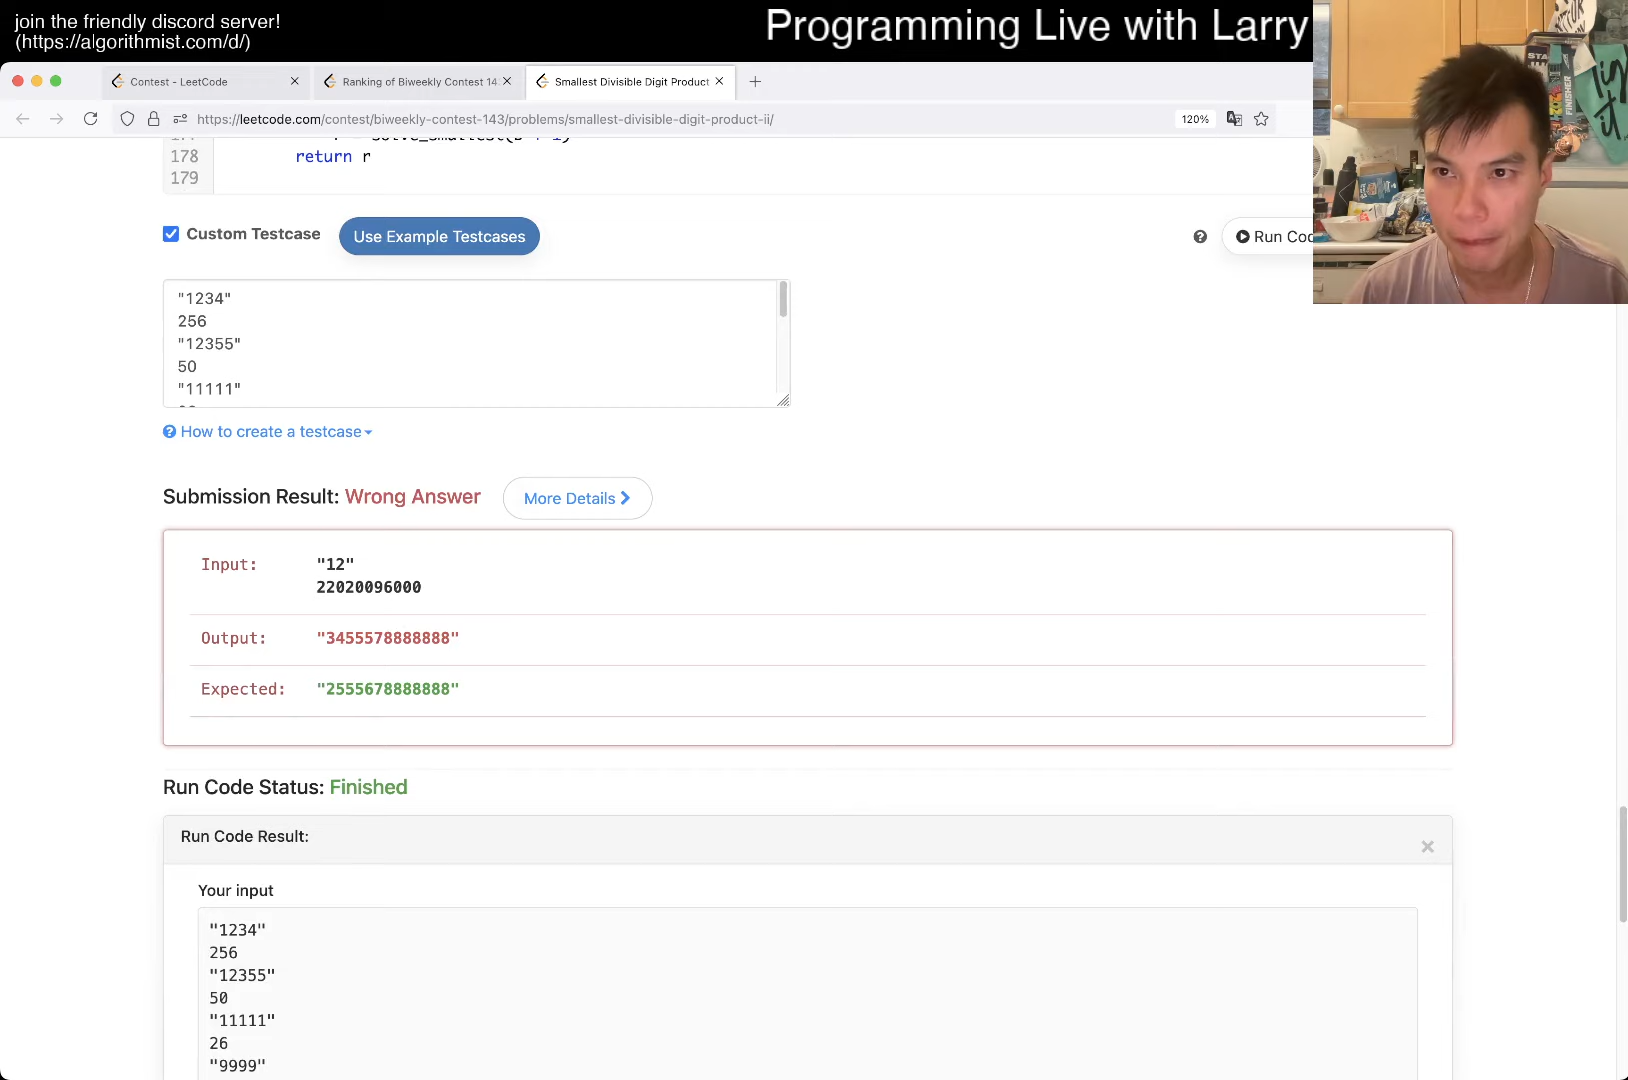 join the friendly discord server!
(https://algorithmist.com/d/)
Programming Live with Larry
Contest - LeetCode
Ranking of Biweekly Contest 14
Smallest Divisible Digit Product
https://leetcode.com/contest/biweekly-contest-143/problems/smallest-divisible-digit-product-ii/
120%
178 return r
179
Custom Testcase
Use Example Testcases
Run Cod
"1234"
256
"12355"
50
"11111"
How to create a testcase
Submission Result: Wrong Answer
More Details
Input: "12"
22020096000
Output: "3455578888888"
Expected: "2555678888888"
Run Code Status: Finished
Run Code Result:
Your input
"1234"
256
"12355"
50
"11111"
26
"9999"